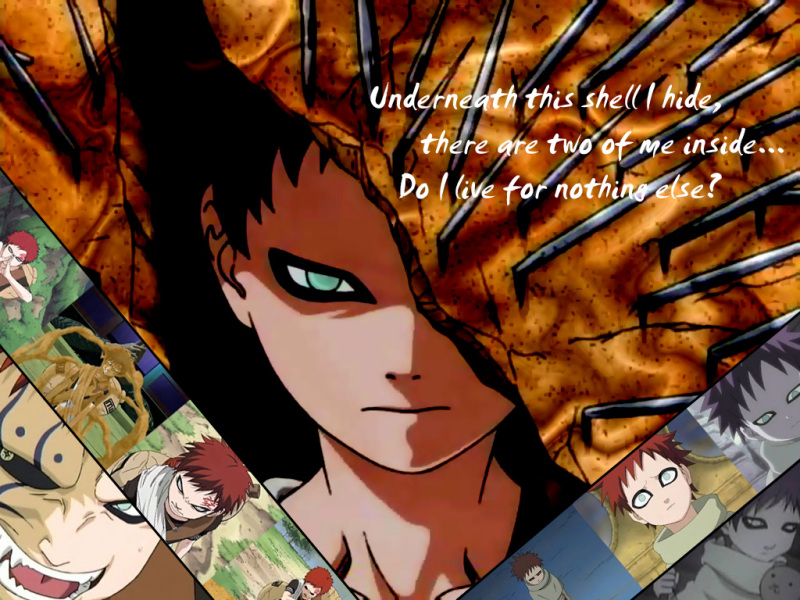 Underneath this shell I hide,
there are two of me inside...
Do I live for nothing else?